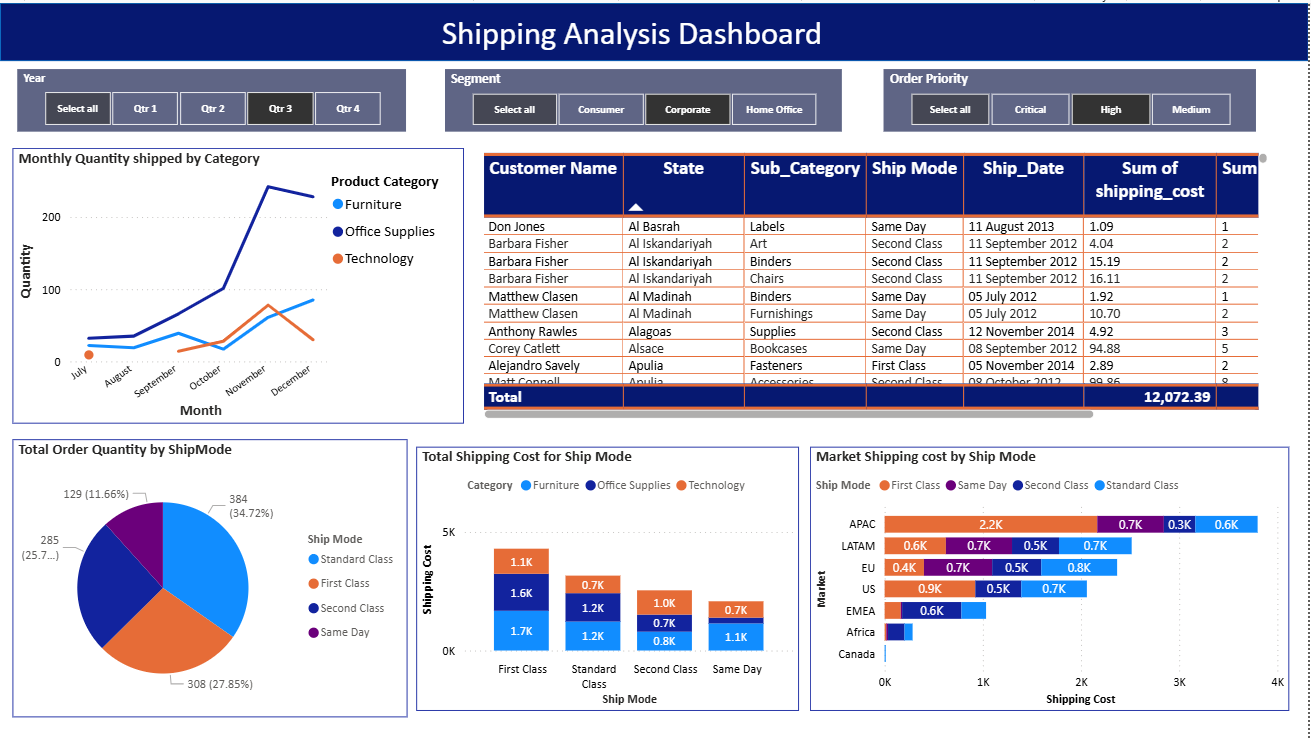 Shipping Analysis Dashboard
Year
Select all Qtr 1 Qtr 2 Qtr 3 Qtr 4
Segment
Select all Consumer Corporate Home Office
Order Priority
Select all Critical High Medium
Monthly Quantity shipped by Category
Product Category
Furniture
Office Supplies
Technology
Quantity
200
100
0
July August September October November December
Month
Customer Name State Sub_Category Ship Mode Ship_Date Sum of shipping_cost Sum
Don Jones Al Basrah Labels Same Day 11 August 2013 1.09 1
Barbara Fisher Al Iskandariyah Art Second Class 11 September 2012 4.04 2
Barbara Fisher Al Iskandariyah Binders Second Class 11 September 2012 15.19 2
Barbara Fisher Al Iskandariyah Chairs Second Class 11 September 2012 16.11 2
Matthew Clasen Al Madinah Binders Same Day 05 July 2012 1.92 1
Matthew Clasen Al Madinah Furnishings Same Day 05 July 2012 10.70 2
Anthony Rawles Alagoas Supplies Second Class 12 November 2014 4.92 3
Corey Catlett Alsace Bookcases Same Day 08 September 2012 94.88 5
Alejandro Savely Apulia Fasteners First Class 05 November 2014 2.89 2
Matt Connell Apulia Accessories Second Class 08 October 2012 99.86 8
Total 12,072.39
Total Order Quantity by ShipMode
129 (11.66%)
384
(34.72%)
285
(25.7...)
308 (27.85%)
Ship Mode
Standard Class
First Class
Second Class
Same Day
Total Shipping Cost for Ship Mode
Category Furniture Office Supplies Technology
Shipping Cost
5K
0K
1.1K
1.6K
1.7K
0.7K
1.2K
1.2K
1.0K
0.7K
0.8K
0.7K
1.1K
First Class
Standard
Class
Second Class
Same Day
Ship Mode
Market Shipping cost by Ship Mode
Ship Mode First Class Same Day Second Class Standard Class
Market
APAC 2.2K 0.7K 0.3K 0.6K
LATAM 0.6K 0.7K 0.5K 0.7K
EU 0.4K 0.7K 0.5K 0.8K
US 0.9K 0.5K 0.7K
EMEA 0.6K
Africa
Canada
0K 1K 2K 3K 4K
Shipping Cost